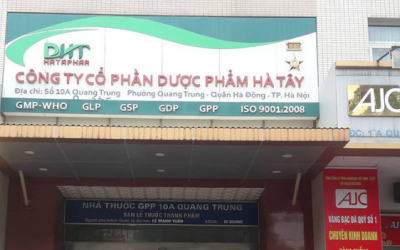 DHT
HATAPHAR
CÔNG TY CỔ PHẦN DƯỢC PHẨM HÀ TÂY
Địa chỉ: Số 10A Quang Trung - Phường Quang Trung - Quận Hà Đông - TP. Hà Nội
GMP-WHO GLP GSP GDP GPP ISO 9001:2008
AJC
NHÀ THUỐC GPP 10A QUANG TRUNG
BÁN LẺ THUỐC THÀNH PHẨM
AJC
VÀNG BẠC ĐÁ QUÝ SỐ 1
CHUYÊN KINH DOANH